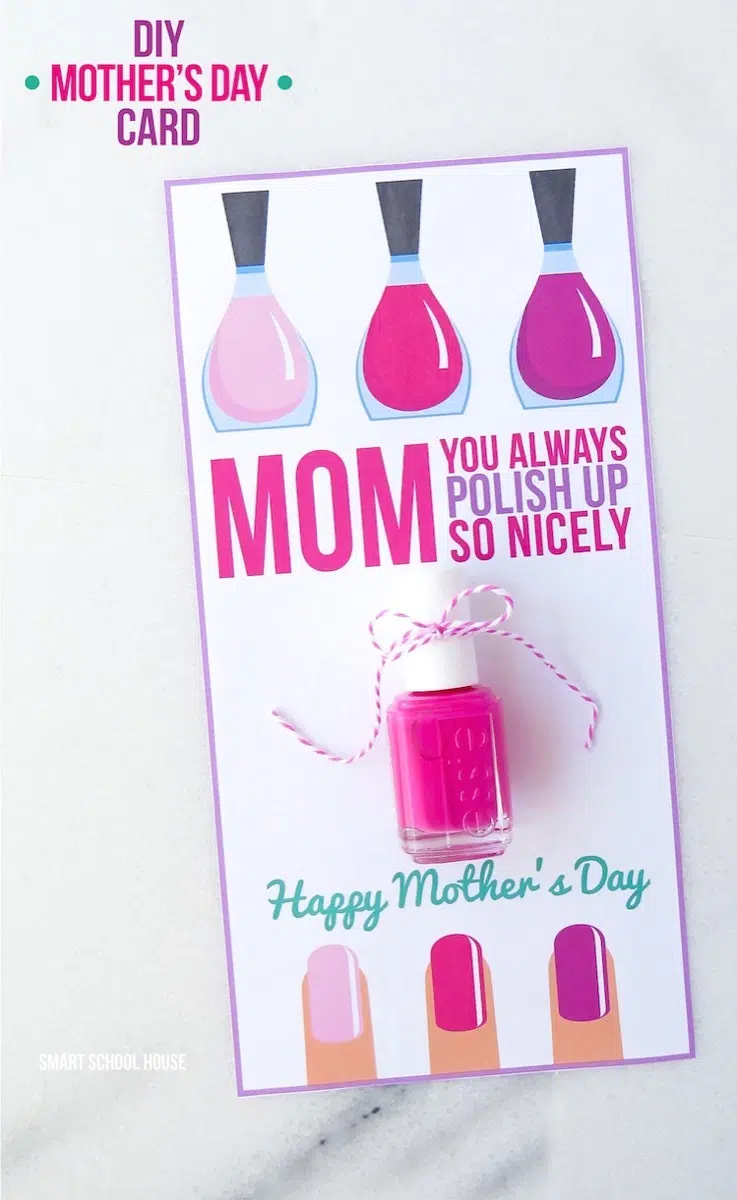 DIY
• MOTHER'S DAY •
CARD
MOM
YOU ALWAYS
POLISH UP
SO NICELY
essie
Happy Mother's Day
SMART SCHOOL HOUSE